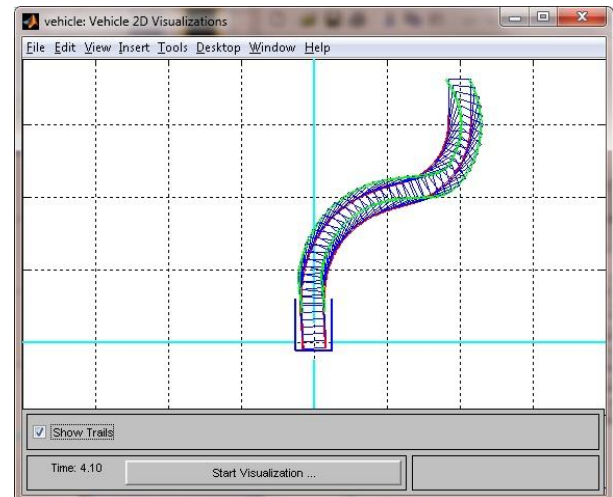 vehicle: Vehicle 2D Visualizations
File Edit View Insert Tools Desktop Window Help
Show Trails
Time: 4.10
Start Visualization ...